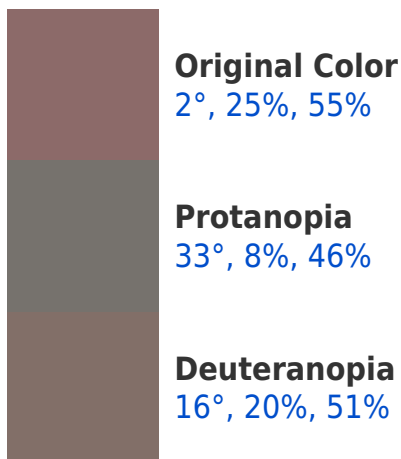 Original Color
2°, 25%, 55%
Protanopia
33°, 8%, 46%
Deuteranopia
16°, 20%, 51%